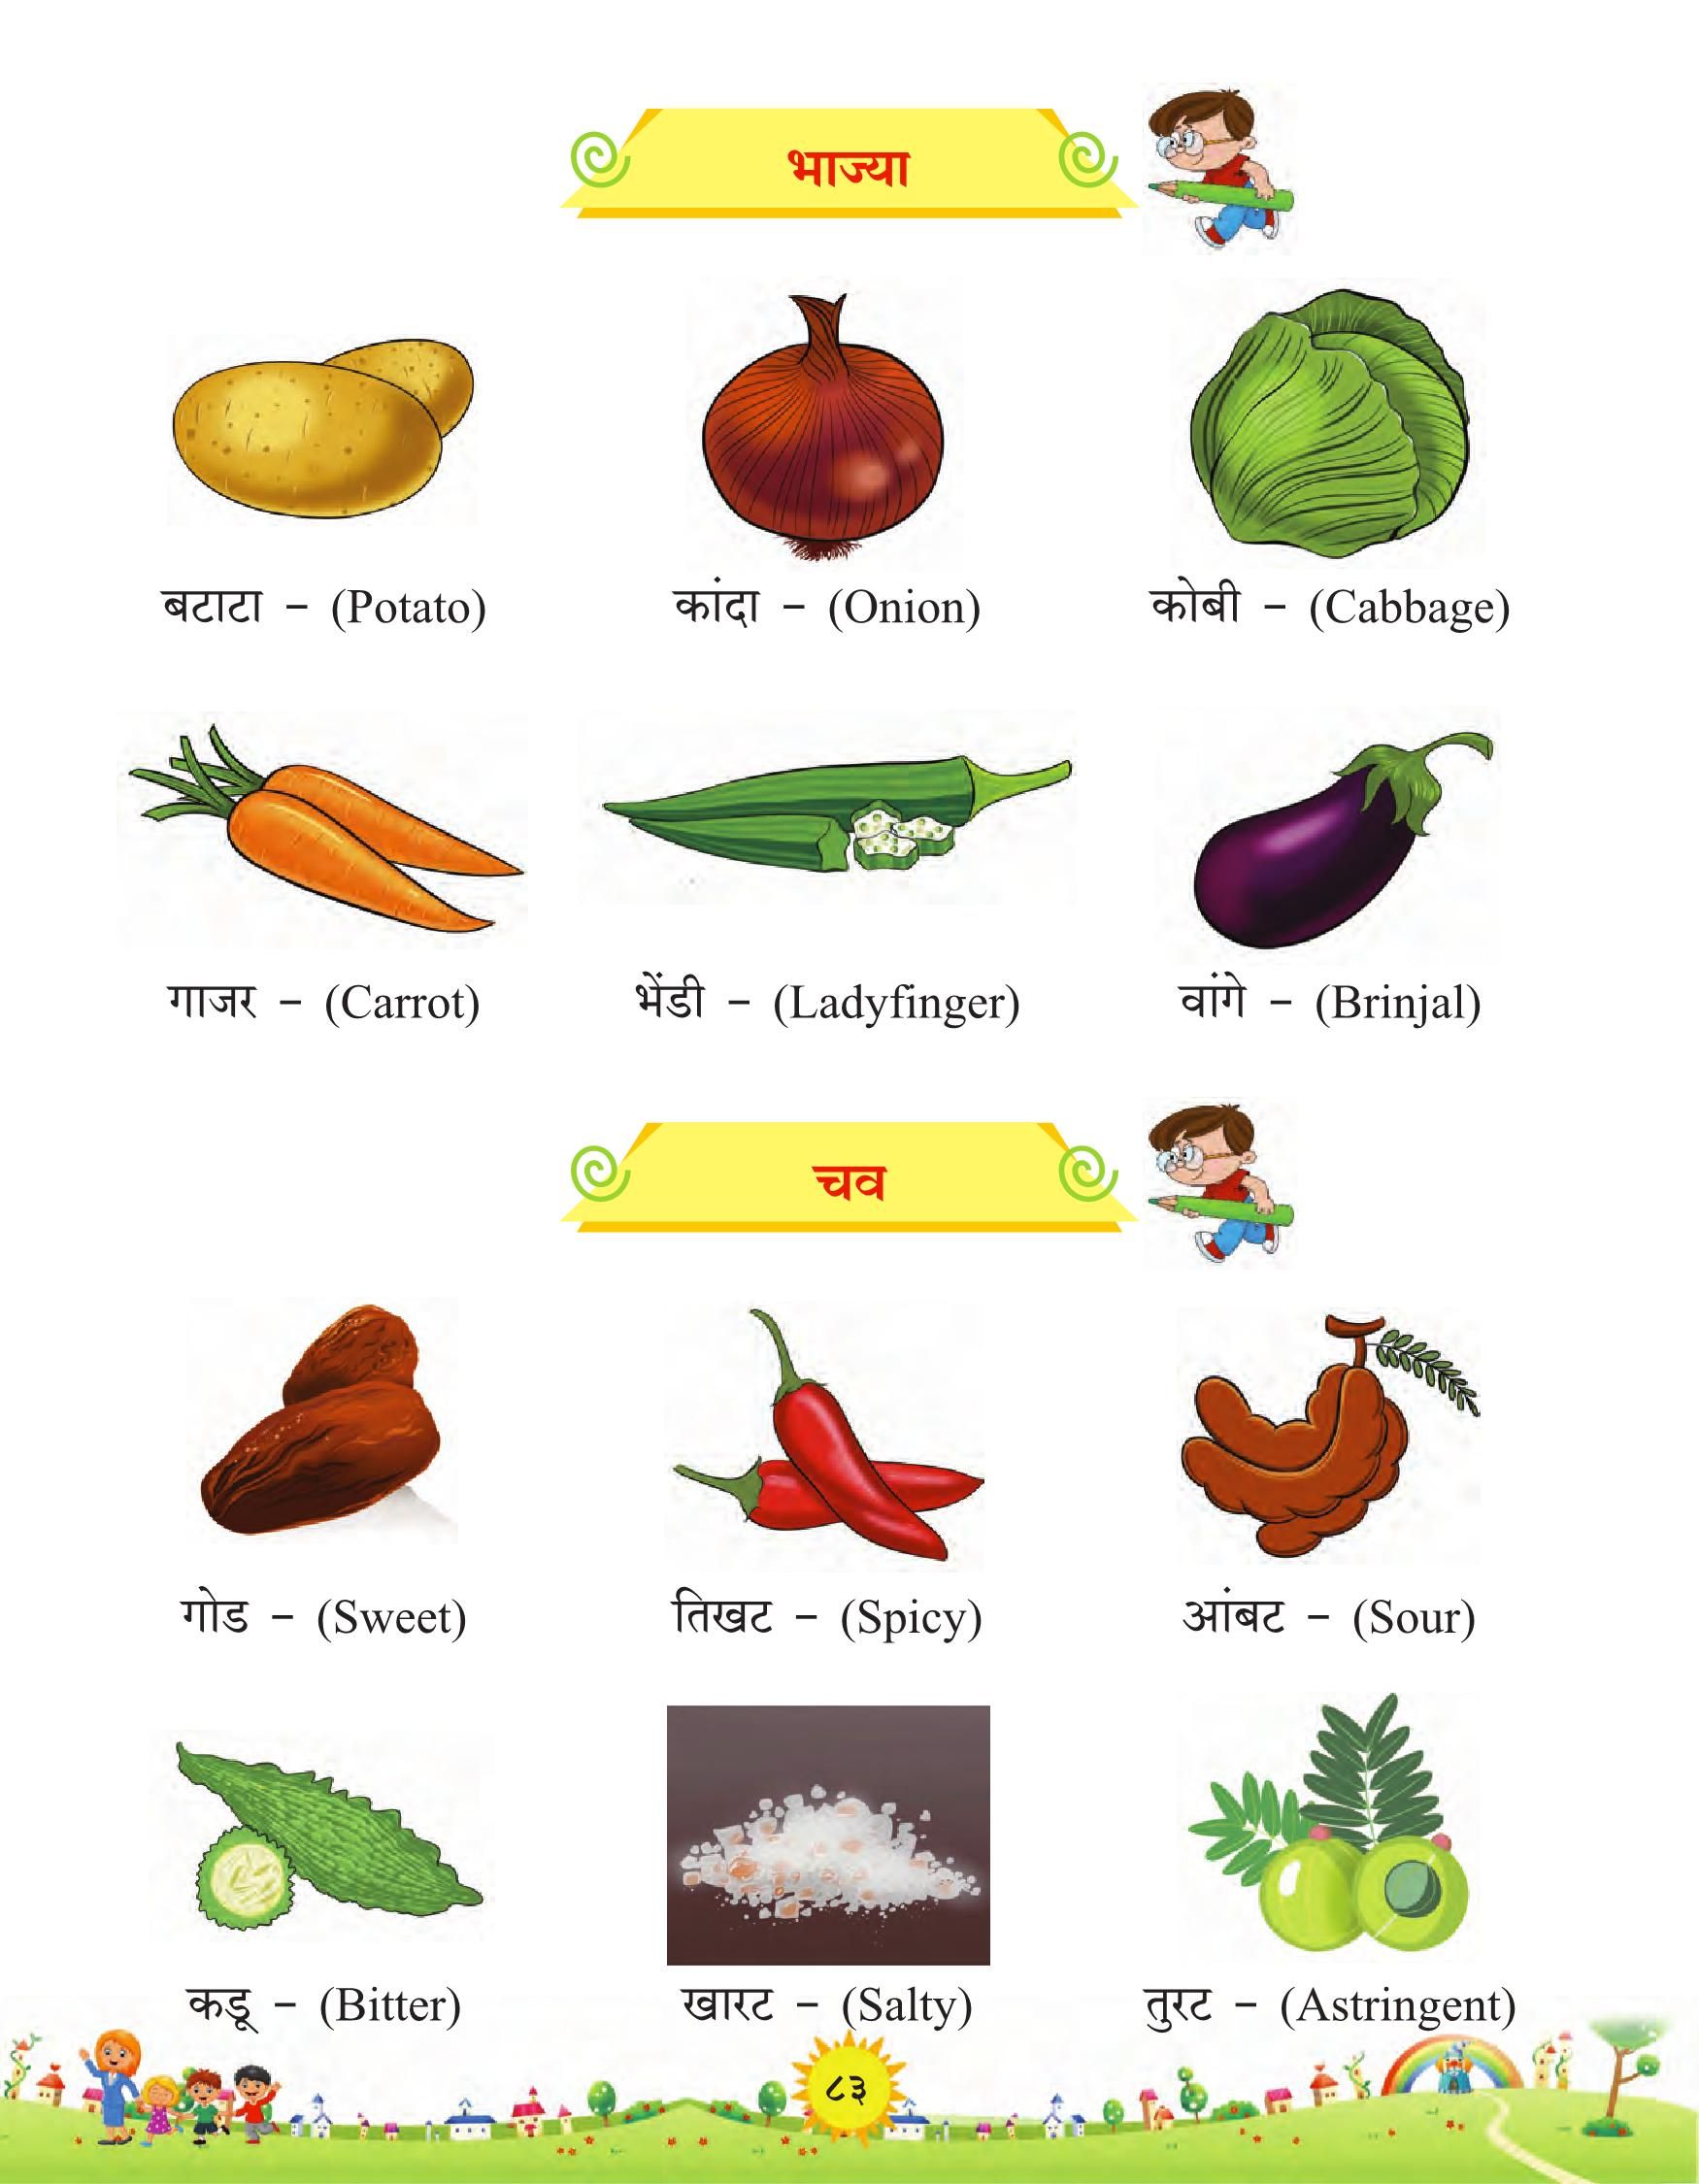 भाज्या
बटाटा – (Potato)
कांदा – (Onion)
कोबी – (Cabbage)
गाजर – (Carrot)
भेंडी – (Ladyfinger)
वांगे – (Brinjal)
चव
गोड – (Sweet)
तिखट – (Spicy)
आंबट – (Sour)
कडू – (Bitter)
खारट – (Salty)
तुरट – (Astringent)
८३